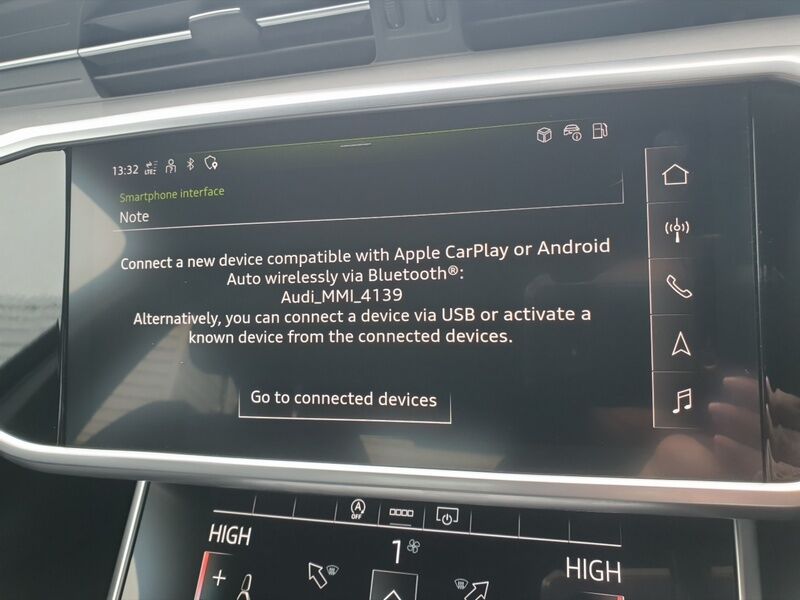 13:32 LTE
Smartphone interface
Note
Connect a new device compatible with Apple CarPlay or Android
Auto wirelessly via Bluetooth®:
Audi_MMI_4139
Alternatively, you can connect a device via USB or activate a
known device from the connected devices.
Go to connected devices
A
OFF
HIGH
1
HIGH
+